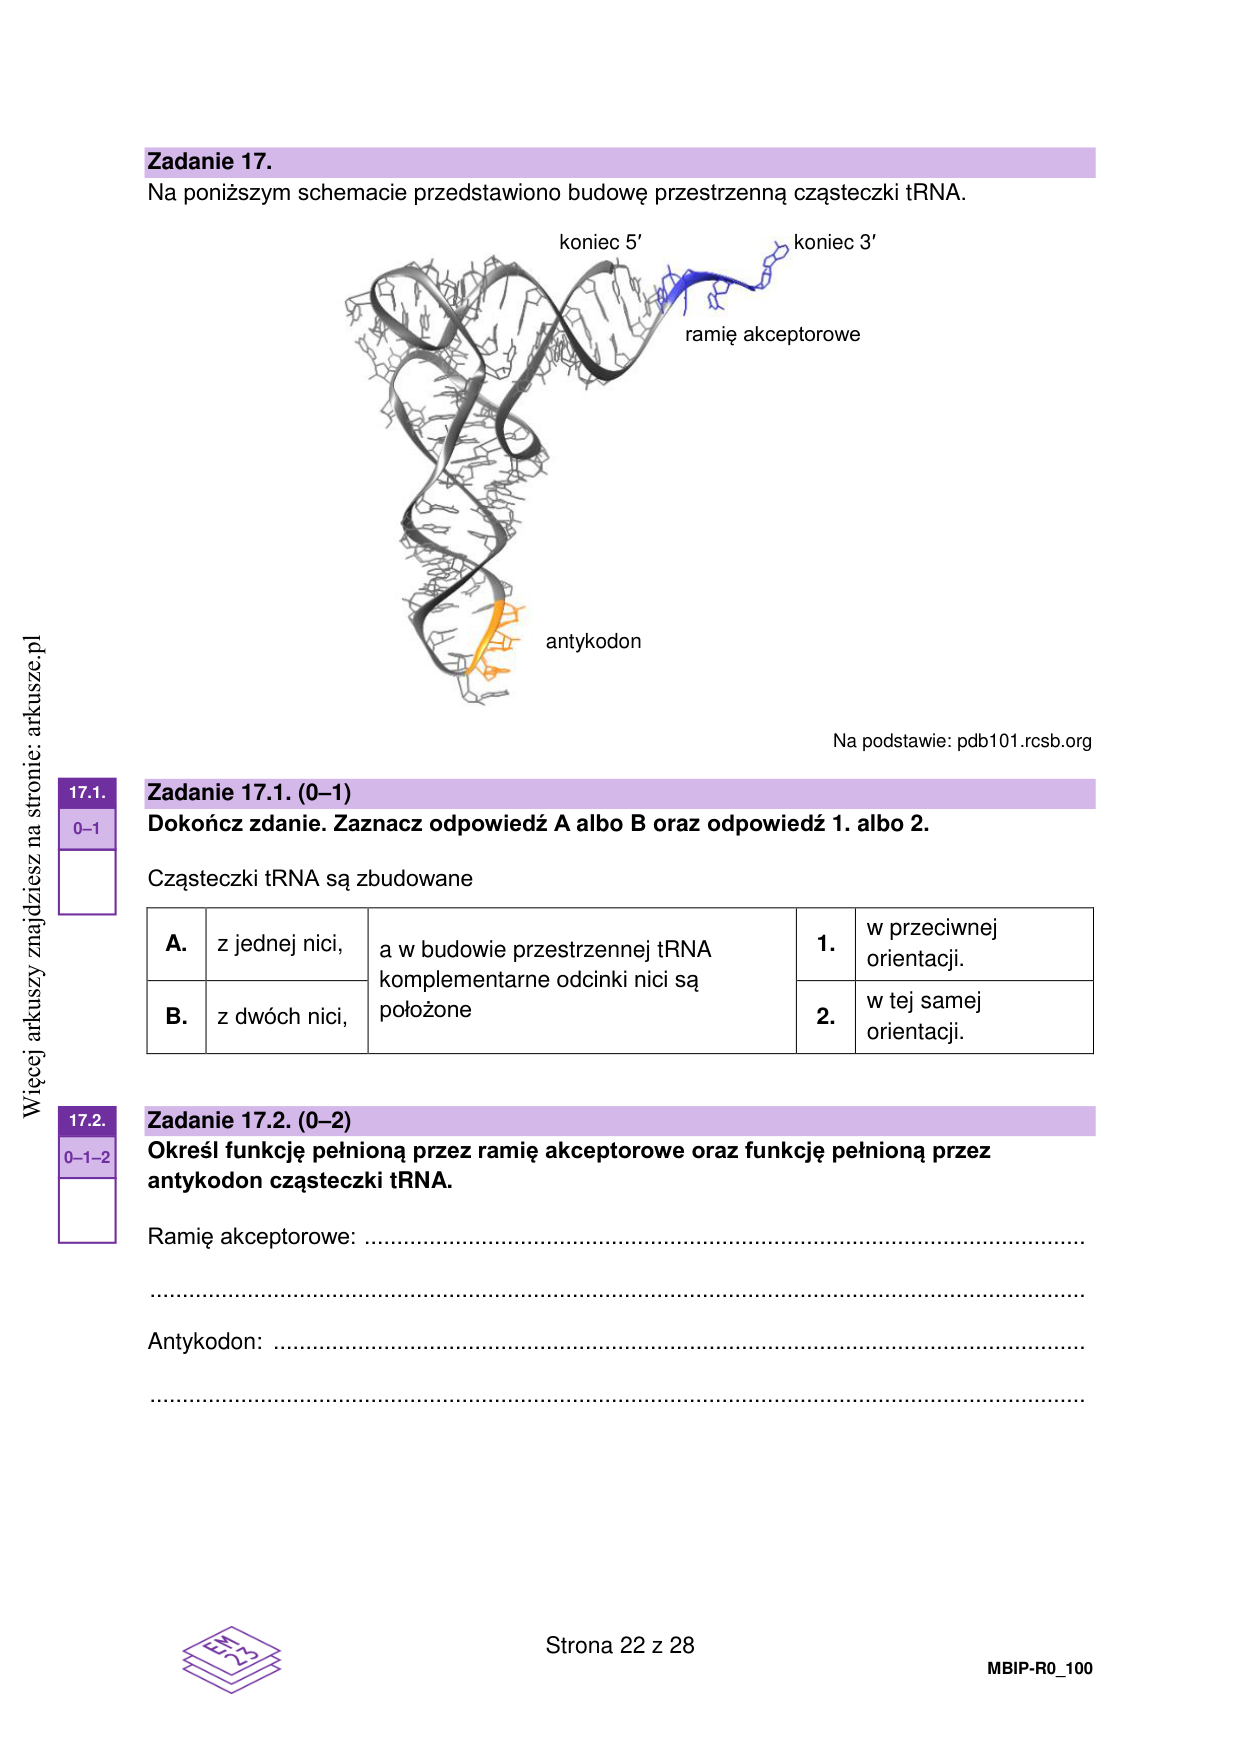 Zadanie 17.
Na poniższym schemacie przedstawiono budowę przestrzenną cząsteczki tRNA.
koniec 5′
koniec 3′
ramię akceptorowe
antykodon
Na podstawie: pdb101.rcsb.org
Więcej arkuszy znajdziesz na stronie: arkusze.pl
17.1.
0–1
Zadanie 17.1. (0–1)
Dokończ zdanie. Zaznacz odpowiedź A albo B oraz odpowiedź 1. albo 2.
Cząsteczki tRNA są zbudowane
A.
z jednej nici,
B.
z dwóch nici,
a w budowie przestrzennej tRNA
komplementarne odcinki nici są
położone
1.
w przeciwnej
orientacji.
2.
w tej samej
orientacji.
17.2.
0–1–2
Zadanie 17.2. (0–2)
Określ funkcję pełnioną przez ramię akceptorowe oraz funkcję pełnioną przez
antykodon cząsteczki tRNA.
Ramię akceptorowe: ..............................................................................................................
................................................................................................................................................
Antykodon: .............................................................................................................................
................................................................................................................................................
EM
23
Strona 22 z 28
MBIP-R0_100